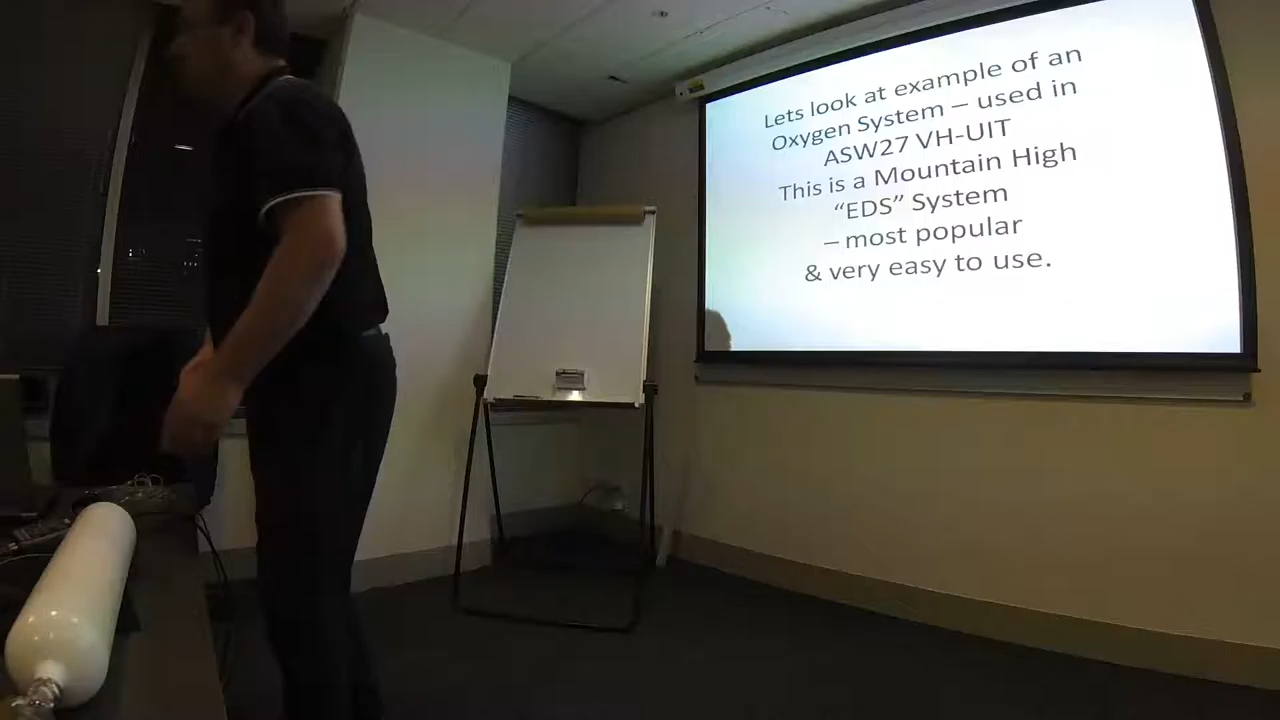 Lets look at example of an
Oxygen System – used in
ASW27 VH-UIT
This is a Mountain High
“EDS” System
– most popular
& very easy to use.